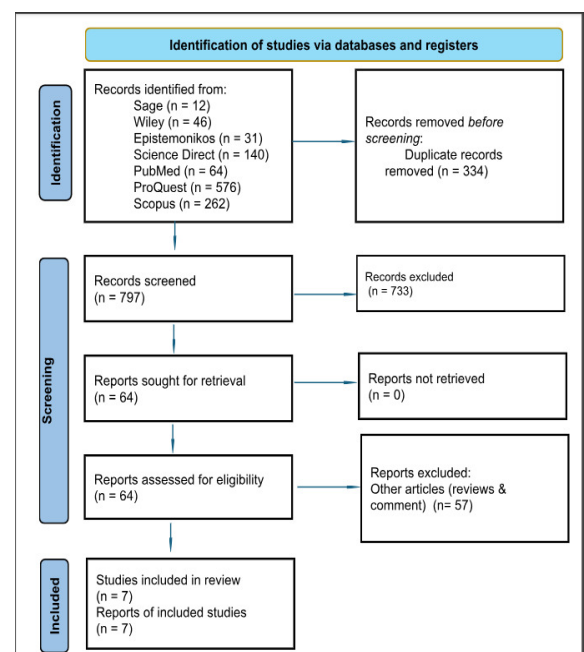 Identification of studies via databases and registers
Identification
Records identified from:
Sage (n = 12)
Wiley (n = 46)
Epistemonikos (n = 31)
Science Direct (n = 140)
PubMed (n = 64)
ProQuest (n = 576)
Scopus (n = 262)
Records removed before
screening:
Duplicate records
removed (n = 334)
Screening
Records screened
(n = 797)
Records excluded
(n = 733)
Reports sought for retrieval
(n = 64)
Reports not retrieved
(n = 0)
Reports assessed for eligibility
(n = 64)
Reports excluded:
Other articles (reviews &
comment) (n= 57)
Included
Studies included in review
(n = 7)
Reports of included studies
(n = 7)